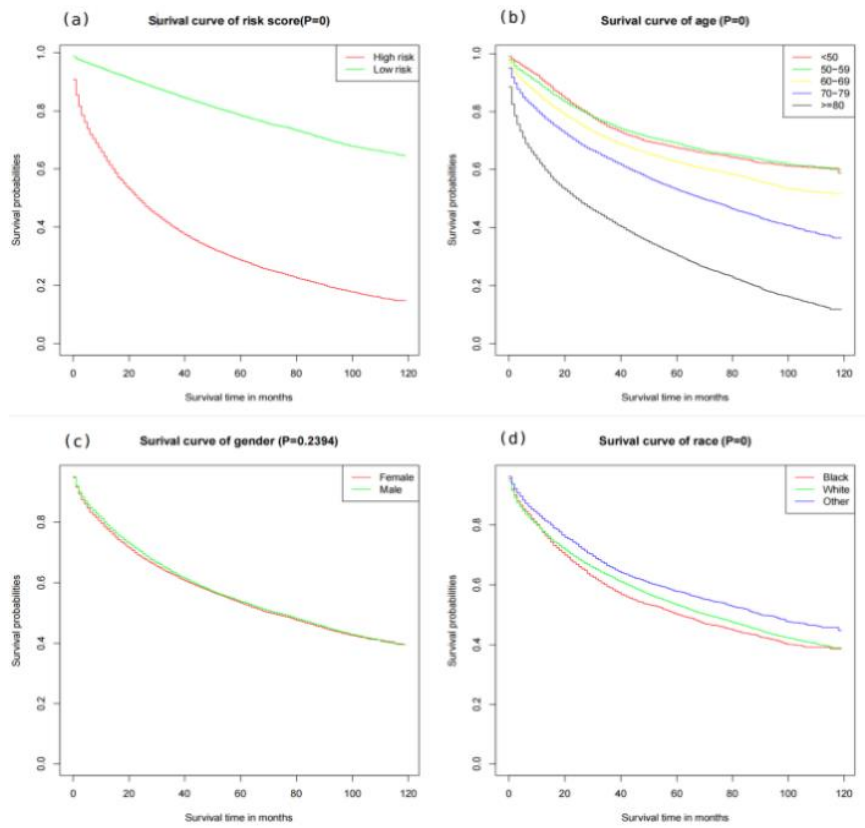 (a) Surival curve of risk score(P=0)
High risk
Low risk
Survival probabilities
0.0 0.2 0.4 0.6 0.8 1.0
0 20 40 60 80 100 120
Survival time in months
(b) Surival curve of age (P=0)
<50
50-59
60-69
70-79
>=80
Survival probabilities
0.0 0.2 0.4 0.6 0.8 1.0
0 20 40 60 80 100 120
Survival time in months
(c) Surival curve of gender (P=0.2394)
Female
Male
Survival probabilities
0.0 0.2 0.4 0.6 0.8
0 20 40 60 80 100 120
Survival time in months
(d) Surival curve of race (P=0)
Black
White
Other
Survival probabilities
0.0 0.2 0.4 0.6 0.8
0 20 40 60 80 100 120
Survival time in months